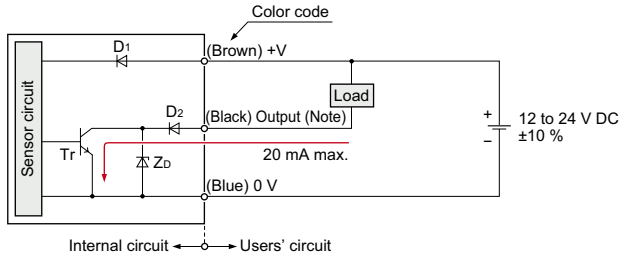 Color code
D1
(Brown) +V
Sensor circuit
Load
D2
(Black) Output (Note)
+
12 to 24 V DC
±10 %
−
Tr
ZD
20 mA max.
(Blue) 0 V
Internal circuit
Users' circuit